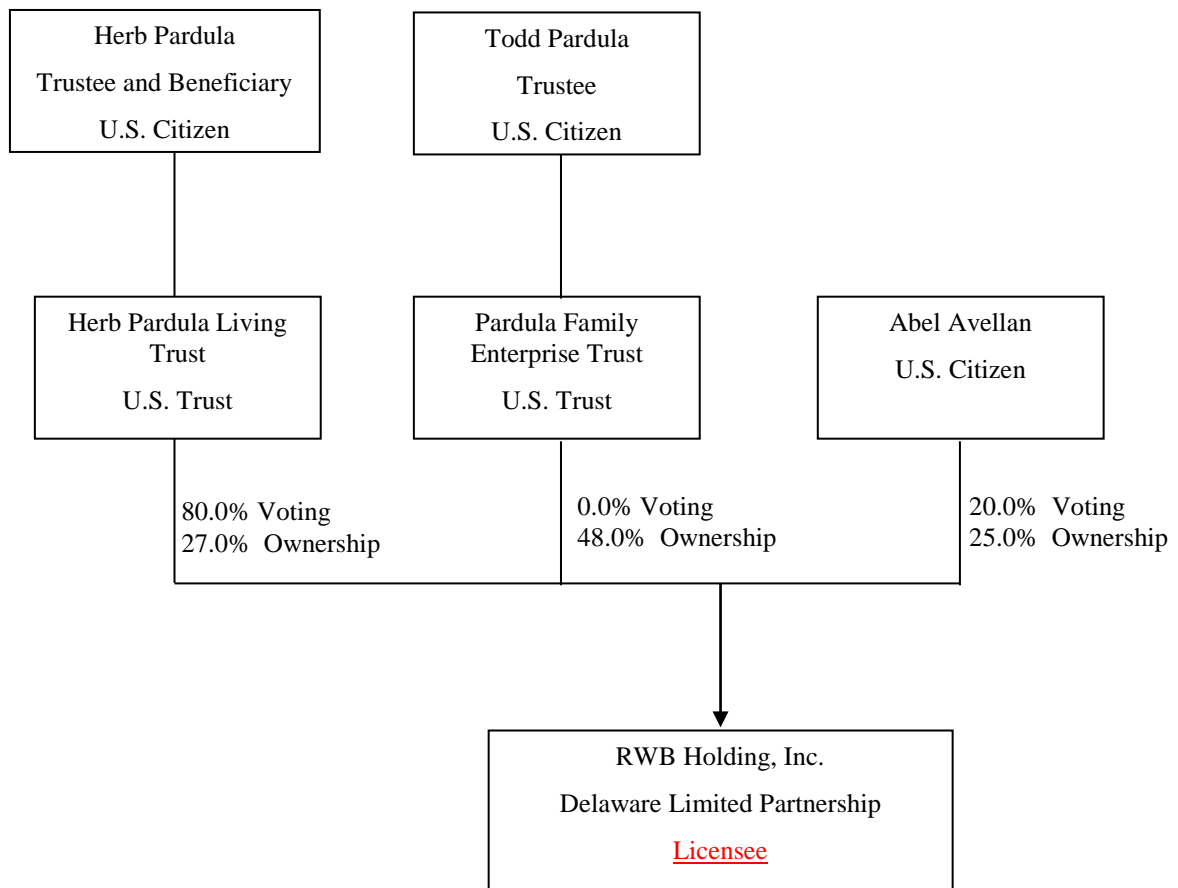 Herb Pardula
Trustee and Beneficiary
U.S. Citizen
Todd Pardula
Trustee
U.S. Citizen
Herb Pardula Living
Trust
U.S. Trust
Pardula Family
Enterprise Trust
U.S. Trust
Abel Avellan
U.S. Citizen
80.0% Voting
27.0% Ownership
0.0% Voting
48.0% Ownership
20.0% Voting
25.0% Ownership
RWB Holding, Inc.
Delaware Limited Partnership
Licensee